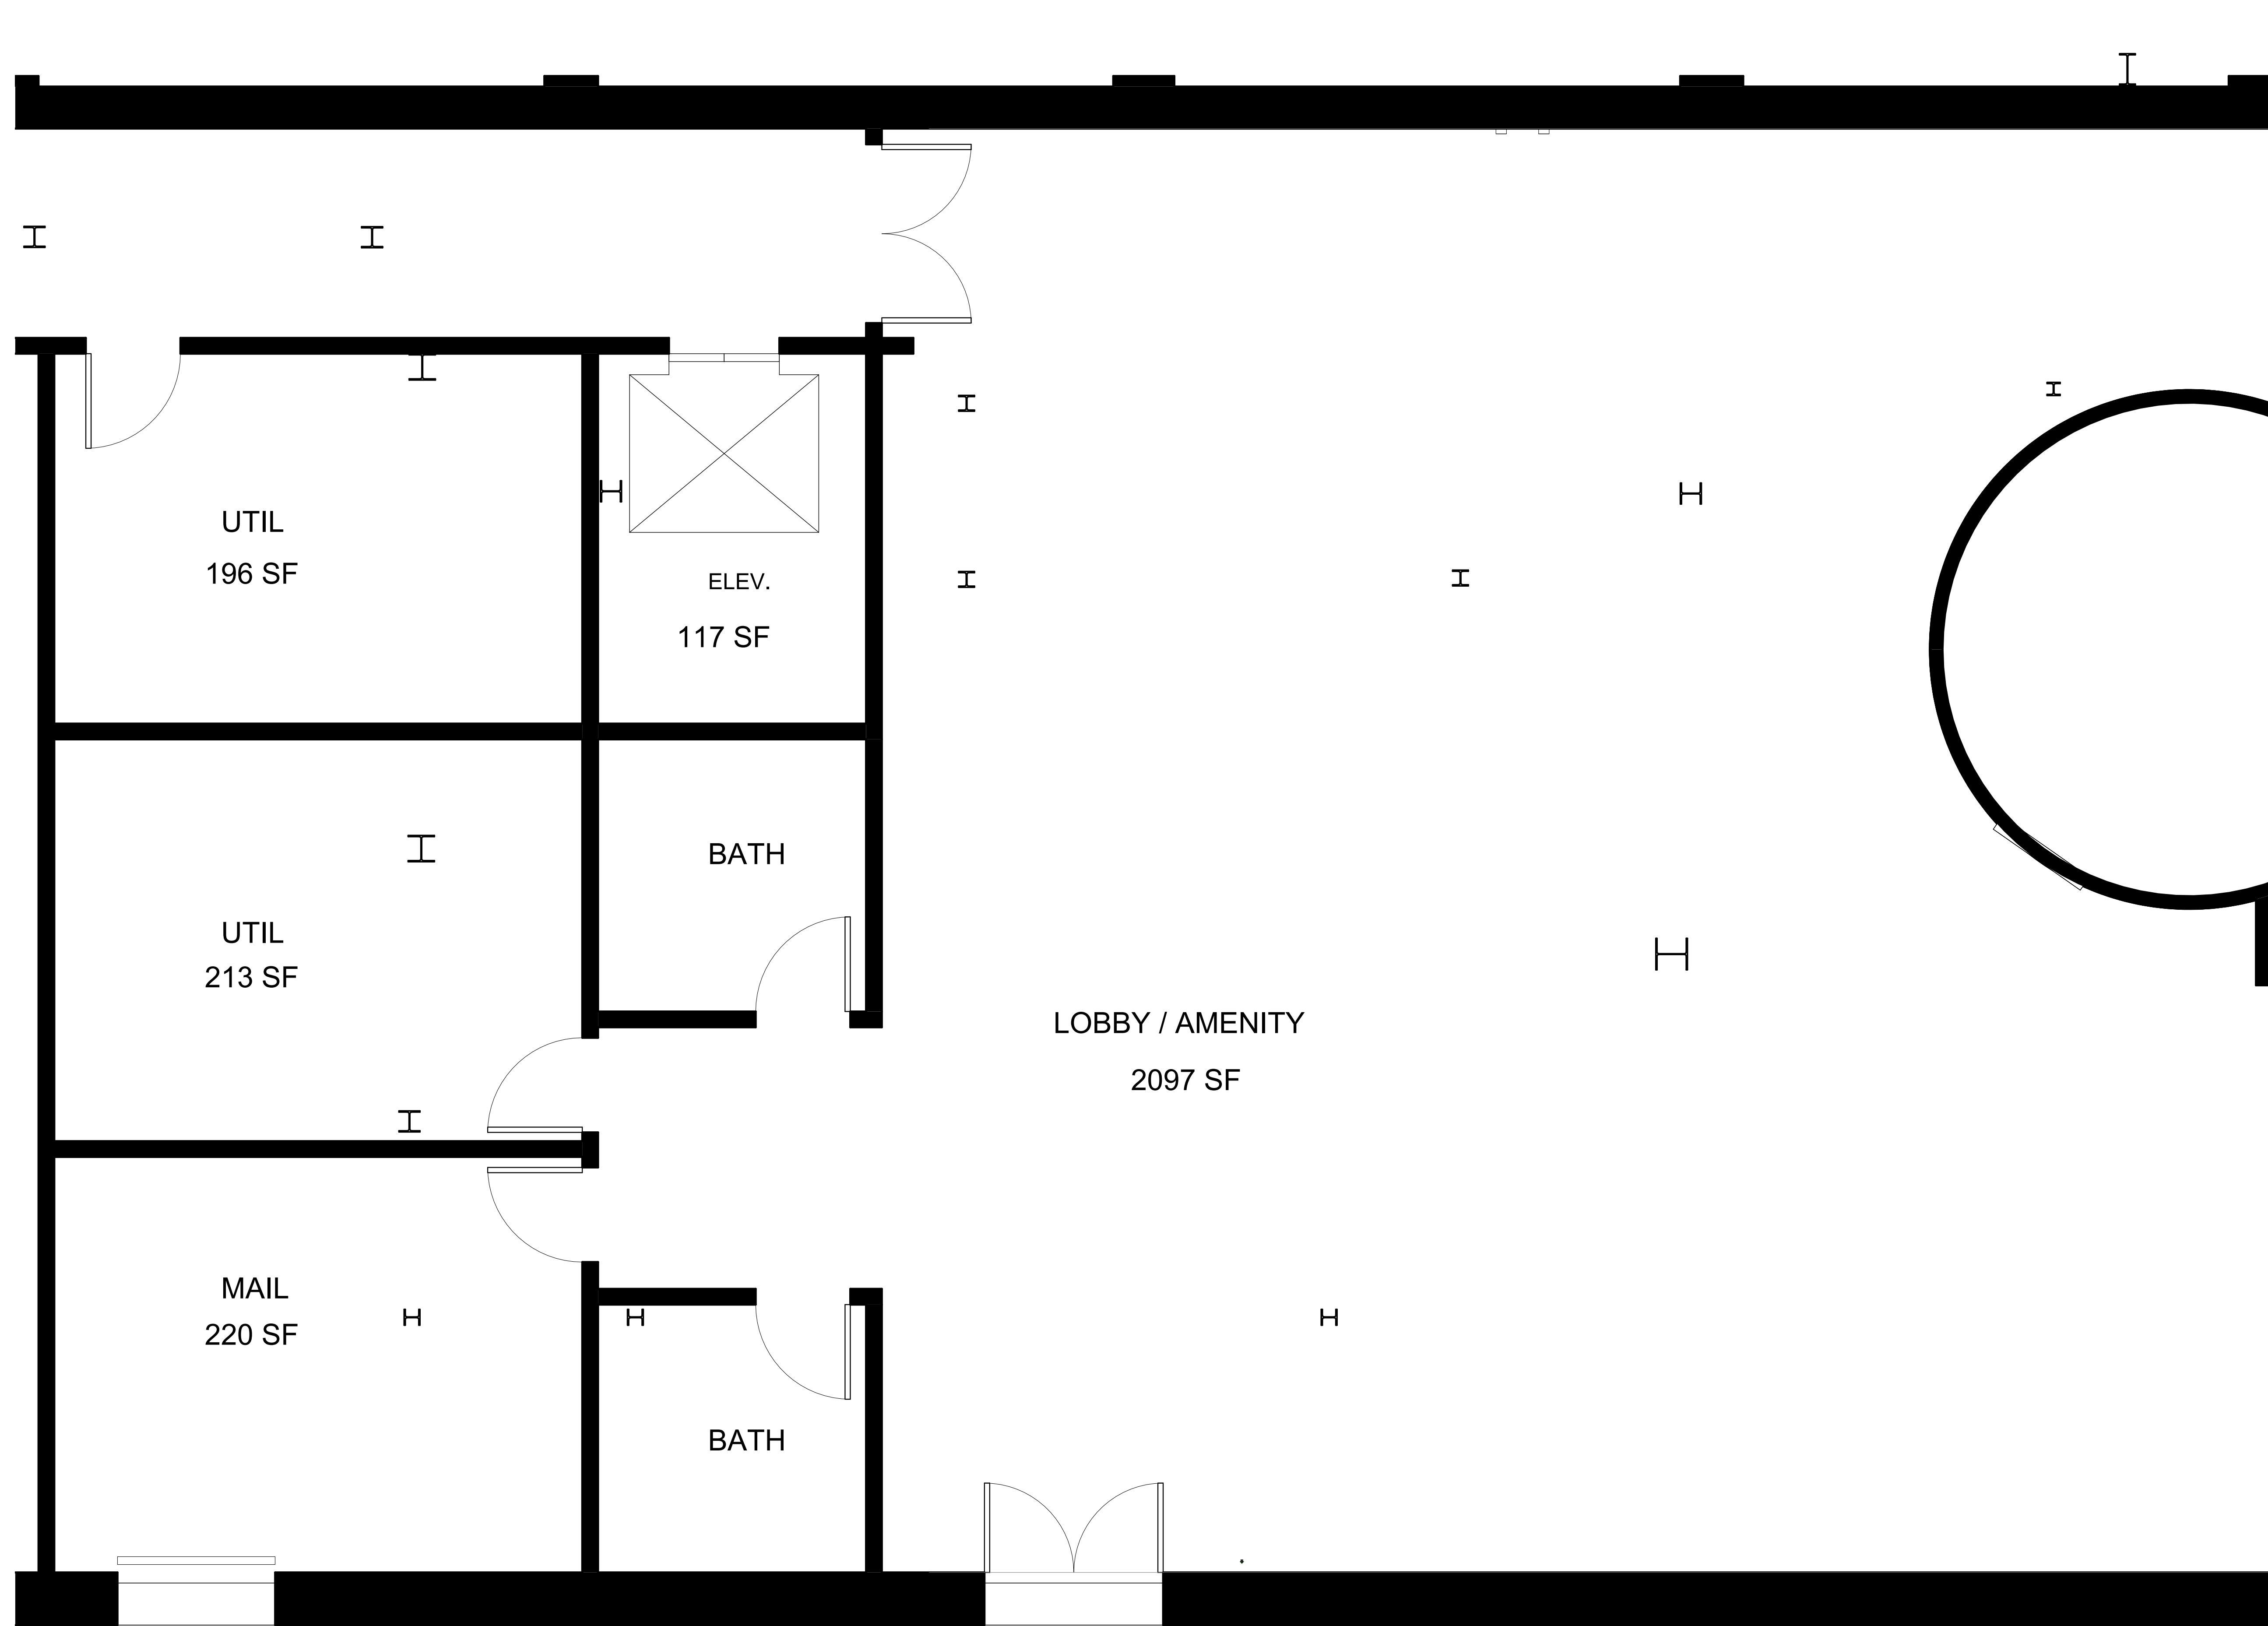 UTIL
196 SF
ELEV.
117 SF
BATH
UTIL
213 SF
LOBBY / AMENITY
2097 SF
MAIL
220 SF
BATH